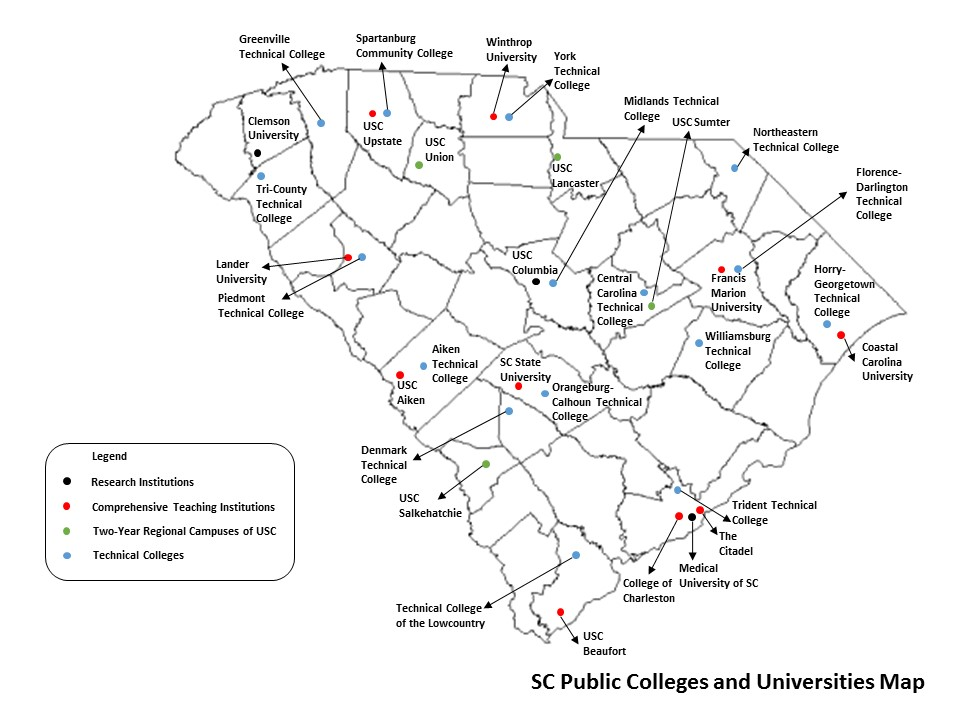 Greenville
Technical College
Spartanburg
Community College
Winthrop
University
York
Technical
College
Midlands Technical
College
USC Sumter
Northeastern
Technical College
Florence-
Darlington
Technical
College
Clemson
University
USC
Upstate
USC
Union
USC
Lancaster
Tri-County
Technical
College
Lander
University
Piedmont
Technical College
USC
Columbia
Central
Carolina
Technical
College
Francis
Marion
University
Horry-
Georgetown
Technical
College
Coastal
Carolina
University
Williamsburg
Technical
College
Aiken
Technical
College
USC
Aiken
SC State
University
Orangeburg-
Calhoun Technical
College
Denmark
Technical
College
USC
Salkehatchie
Trident Technical
College
The
Citadel
Medical
University of SC
College of
Charleston
Technical College
of the Lowcountry
USC
Beaufort
Legend
Research Institutions
Comprehensive Teaching Institutions
Two-Year Regional Campuses of USC
Technical Colleges
SC Public Colleges and Universities Map